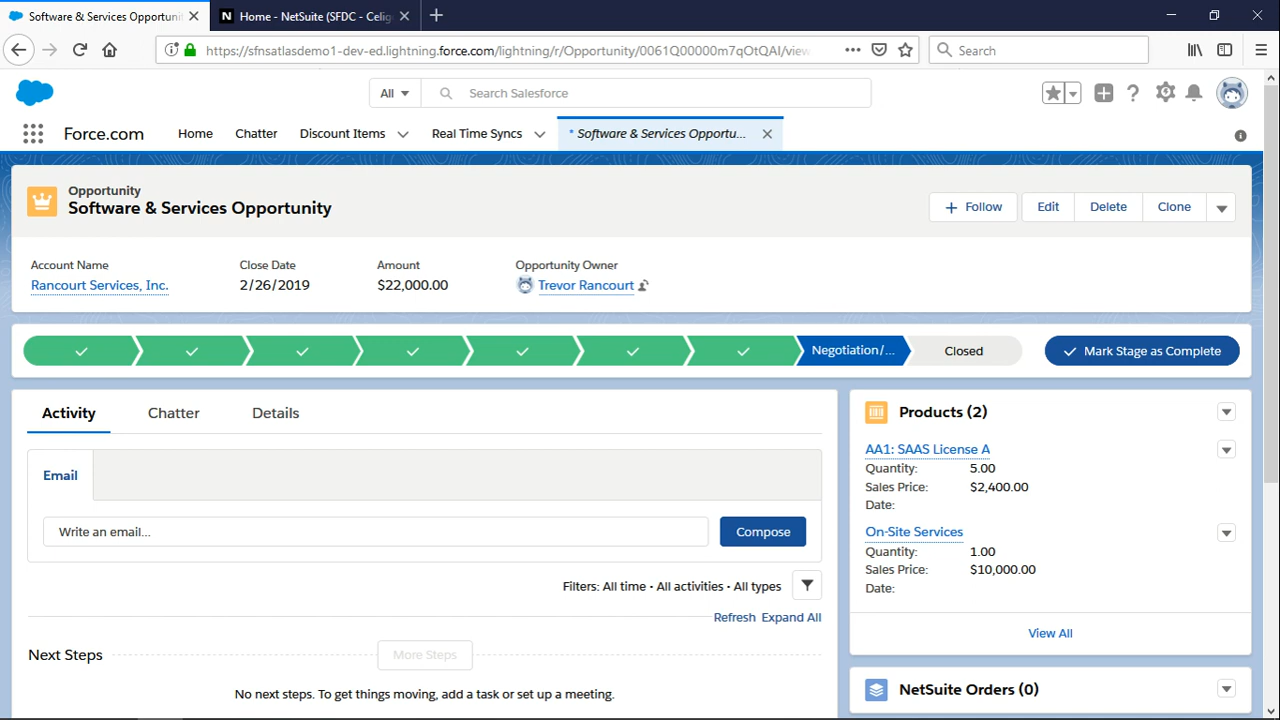 Software & Services Opportunit
Home - NetSuite (SFDC - Celig
https://sfnsatlasdemo1-dev-ed.lightning.force.com/lightning/r/Opportunity/0061Q00000m7qOtQAI/view
Search
All
Search Salesforce
Force.com
Home
Chatter
Discount Items
Real Time Syncs
* Software & Services Opportu...
Opportunity
Software & Services Opportunity
+ Follow
Edit
Delete
Clone
Account Name
Close Date
Amount
Opportunity Owner
Rancourt Services, Inc.
2/26/2019
$22,000.00
Trevor Rancourt
Negotiation/...
Closed
Mark Stage as Complete
Activity
Chatter
Details
Email
Write an email...
Compose
Filters: All time • All activities • All types
Refresh Expand All
Next Steps
More Steps
No next steps. To get things moving, add a task or set up a meeting.
Products (2)
AA1: SAAS License A
Quantity: 5.00
Sales Price: $2,400.00
Date:
On-Site Services
Quantity: 1.00
Sales Price: $10,000.00
Date:
View All
NetSuite Orders (0)